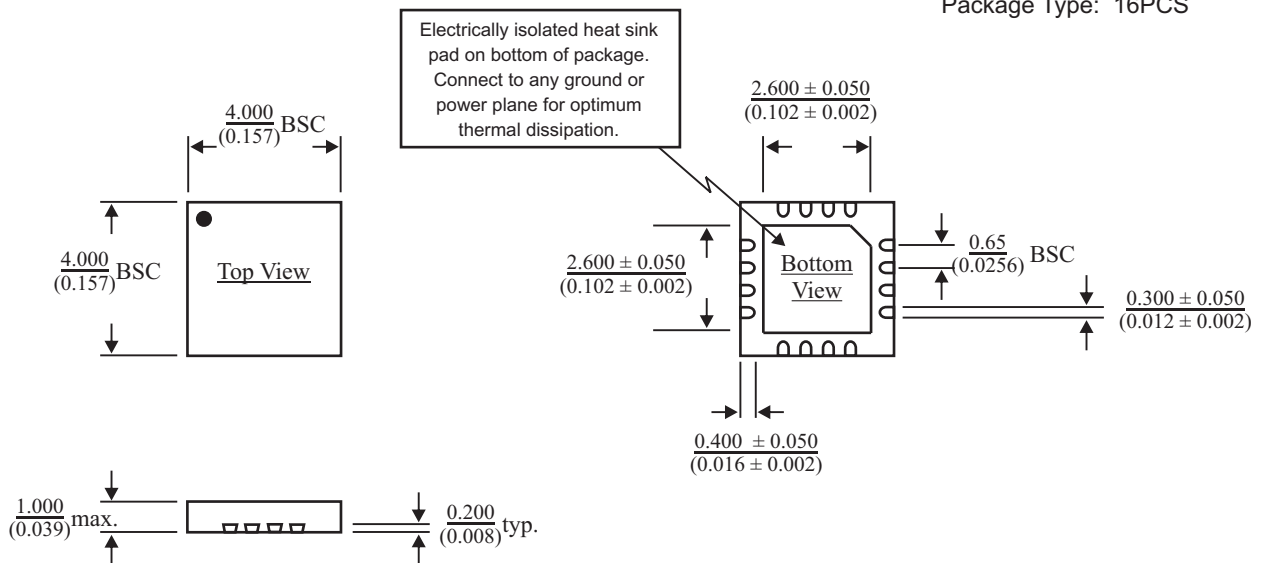 Package Type: 16PCS
Electrically isolated heat sink
pad on bottom of package.
Connect to any ground or
power plane for optimum
thermal dissipation.
4.000
(0.157)
BSC
2.600 ± 0.050
(0.102 ± 0.002)
4.000
(0.157)
BSC
Top View
2.600 ± 0.050
(0.102 ± 0.002)
Bottom
View
0.65
(0.0256)
BSC
0.300 ± 0.050
(0.012 ± 0.002)
0.400 ± 0.050
(0.016 ± 0.002)
1.000
(0.039)
max.
0.200
(0.008)
typ.